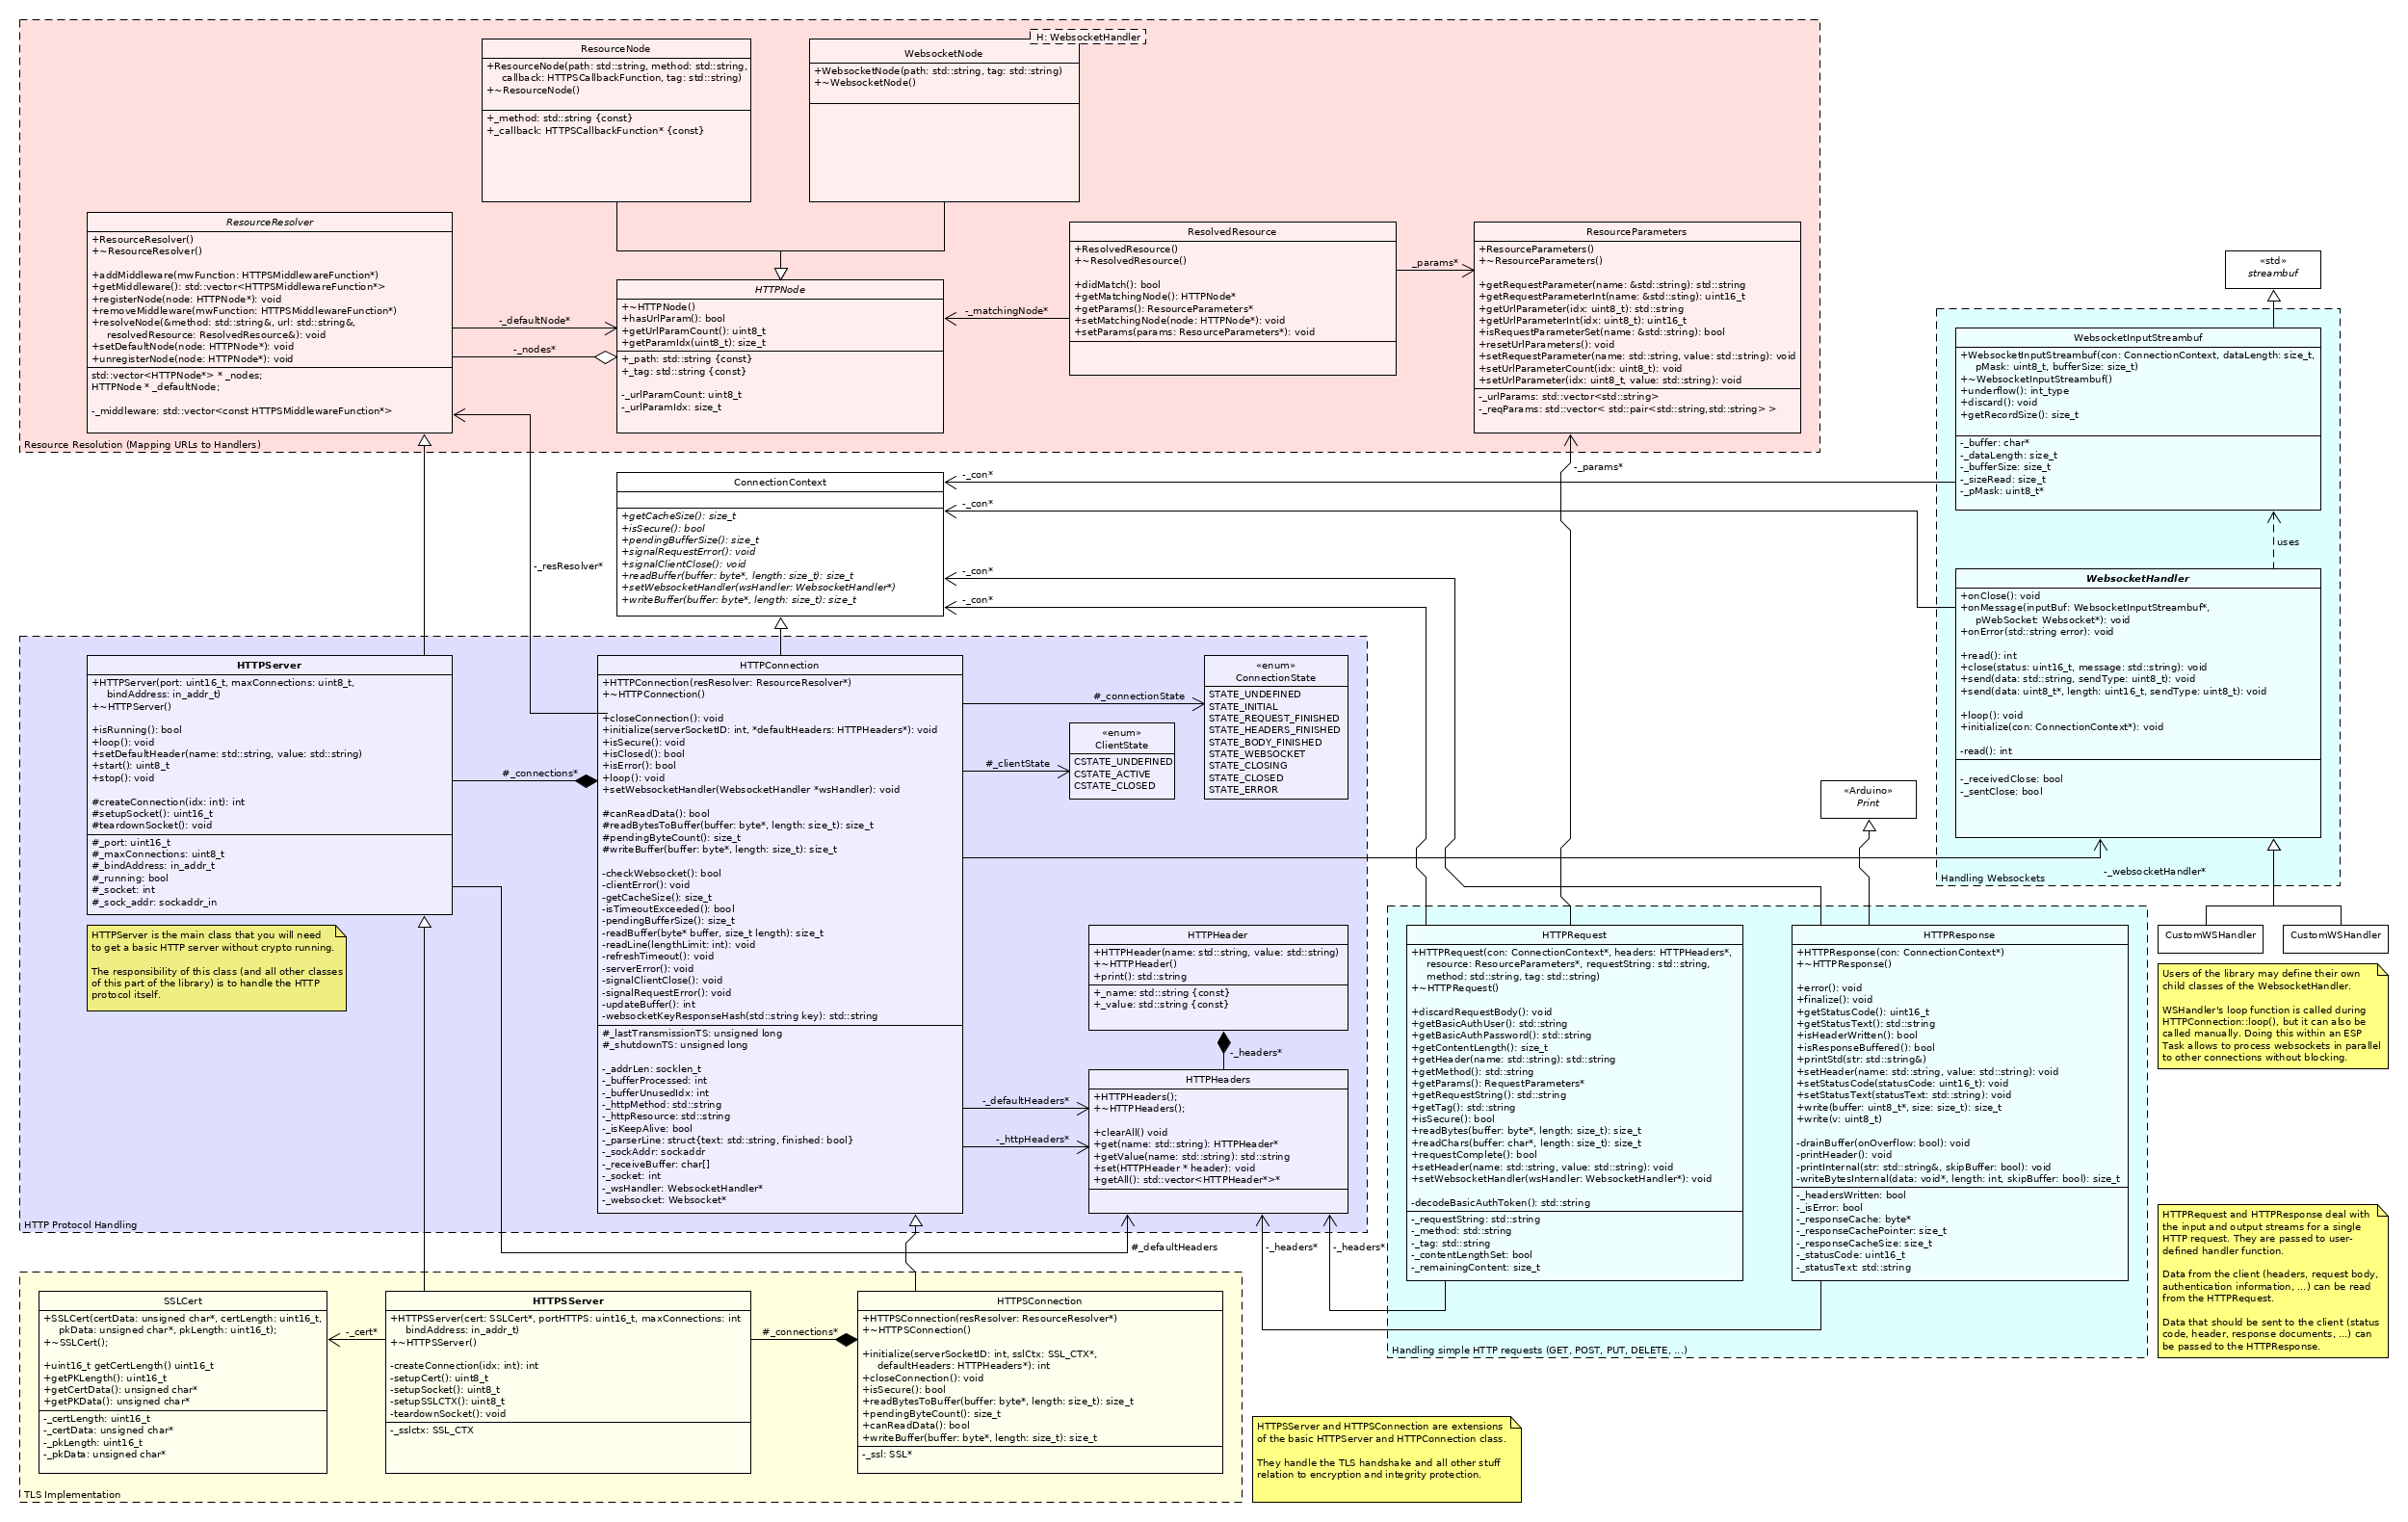 H: WebsocketHandler
ResourceNode
+ResourceNode(path: std::string, method: std::string,
callback: HTTPSCallbackFunction, tag: std::string)
+~ResourceNode()
+_method: std::string {const}
+_callback: HTTPSCallbackFunction* {const}
WebsocketNode
+WebsocketNode(path: std::string, tag: std::string)
+~WebsocketNode()
ResourceResolver
+ResourceResolver()
+~ResourceResolver()
+addMiddleware(mwFunction: HTTPSMiddlewareFunction*)
+getMiddleware(): std::vector<HTTPSMiddlewareFunction*>
+registerNode(node: HTTPNode*): void
+removeMiddleware(mwFunction: HTTPSMiddlewareFunction*)
+resolveNode(&method: std::string&, url: std::string&,
resolvedResource: ResolvedResource&): void
+setDefaultNode(node: HTTPNode*): void
+unregisterNode(node: HTTPNode*): void
std::vector<HTTPNode*> * _nodes;
HTTPNode * _defaultNode;
-_middleware: std::vector<const HTTPSMiddlewareFunction*>
-_defaultNode*
-_nodes*
HTTPNode
+~HTTPNode()
+hasUrlParam(): bool
+getUrlParamCount(): uint8_t
+getParamIdx(uint8_t): size_t
+_path: std::string {const}
+_tag: std::string {const}
-_urlParamCount: uint8_t
-_urlParamIdx: size_t
-_matchingNode*
ResolvedResource
+ResolvedResource()
+~ResolvedResource()
+didMatch(): bool
+getMatchingNode(): HTTPNode*
+getParams(): ResourceParameters*
+setMatchingNode(node: HTTPNode*): void
+setParams(params: ResourceParameters*): void
_params*
ResourceParameters
+ResourceParameters()
+~ResourceParameters()
+getRequestParameter(name: &std::string): std::string
+getRequestParameterInt(name: &std::sting): uint16_t
+getUrlParameter(idx: uint8_t): std::string
+getUrlParameterInt(idx: uint8_t): uint16_t
+isRequestParameterSet(name: &std::string): bool
+resetUrlParameters(): void
+setRequestParameter(name: std::string, value: std::string): void
+setUrlParameterCount(idx: uint8_t): void
+setUrlParameter(idx: uint8_t, value: std::string): void
-_urlParams: std::vector<std::string>
-_reqParams: std::vector< std::pair<std::string,std::string> >
Resource Resolution (Mapping URLs to Handlers)
«std»
streambuf
WebsocketInputStreambuf
+WebsocketInputStreambuf(con: ConnectionContext, dataLength: size_t,
pMask: uint8_t, bufferSize: size_t)
+~WebsocketInputStreambuf()
+underflow(): int_type
+discard(): void
+getRecordSize(): size_t
-_buffer: char*
-_dataLength: size_t
-_bufferSize: size_t
-_sizeRead: size_t
-_pMask: uint8_t*
uses
WebsocketHandler
+onClose(): void
+onMessage(inputBuf: WebsocketInputStreambuf*,
pWebSocket: Websocket*): void
+onError(std::string error): void
+read(): int
+close(status: uint16_t, message: std::string): void
+send(data: std::string, sendType: uint8_t): void
+send(data: uint8_t*, length: uint16_t, sendType: uint8_t): void
+loop(): void
+initialize(con: ConnectionContext*): void
-read(): int
-_receivedClose: bool
-_sentClose: bool
-_websocketHandler*
Handling Websockets
-_params*
-_con*
-_con*
-_con*
-_con*
-_resResolver*
ConnectionContext
+getCacheSize(): size_t
+isSecure(): bool
+pendingBufferSize(): size_t
+signalRequestError(): void
+signalClientClose(): void
+readBuffer(buffer: byte*, length: size_t): size_t
+setWebsocketHandler(wsHandler: WebsocketHandler*)
+writeBuffer(buffer: byte*, length: size_t): size_t
HTTPServer
+HTTPServer(port: uint16_t, maxConnections: uint8_t,
bindAddress: in_addr_t)
+~HTTPServer()
+isRunning(): bool
+loop(): void
+setDefaultHeader(name: std::string, value: std::string)
+start(): uint8_t
+stop(): void
#createConnection(idx: int): int
#setupSocket(): uint16_t
#teardownSocket(): void
#_port: uint16_t
#_maxConnections: uint8_t
#_bindAddress: in_addr_t
#_running: bool
#_socket: int
#_sock_addr: sockaddr_in
HTTPServer is the main class that you will need
to get a basic HTTP server without crypto running.
The responsibility of this class (and all other classes
of this part of the library) is to handle the HTTP
protocol itself.
#_connections*
HTTPConnection
+HTTPConnection(resResolver: ResourceResolver*)
+~HTTPConnection()
+closeConnection(): void
+initialize(serverSocketID: int, *defaultHeaders: HTTPHeaders*): void
+isSecure(): void
+isClosed(): bool
+isError(): bool
+loop(): void
+setWebsocketHandler(WebsocketHandler *wsHandler): void
#canReadData(): bool
#readBytesToBuffer(buffer: byte*, length: size_t): size_t
#pendingByteCount(): size_t
#writeBuffer(buffer: byte*, length: size_t): size_t
-checkWebsocket(): bool
-clientError(): void
-getCacheSize(): size_t
-isTimeoutExceeded(): bool
-pendingBufferSize(): size_t
-readBuffer(byte* buffer, size_t length): size_t
-readLine(lengthLimit: int): void
-refreshTimeout(): void
-serverError(): void
-signalClientClose(): void
-signalRequestError(): void
-updateBuffer(): int
-websocketKeyResponseHash(std::string key): std::string
#_lastTransmissionTS: unsigned long
#_shutdownTS: unsigned long
-_addrLen: socklen_t
-_bufferProcessed: int
-_bufferUnusedIdx: int
-_httpMethod: std::string
-_httpResource: std::string
-_isKeepAlive: bool
-_parserLine: struct{text: std::string, finished: bool}
-_sockAddr: sockaddr
-_receiveBuffer: char[]
-_socket: int
-_wsHandler: WebsocketHandler*
-_websocket: Websocket*
#_connectionState
#_clientState
«enum»
ClientState
CSTATE_UNDEFINED
CSTATE_ACTIVE
CSTATE_CLOSED
«enum»
ConnectionState
STATE_UNDEFINED
STATE_INITIAL
STATE_REQUEST_FINISHED
STATE_HEADERS_FINISHED
STATE_BODY_FINISHED
STATE_WEBSOCKET
STATE_CLOSING
STATE_CLOSED
STATE_ERROR
HTTPHeader
+HTTPHeader(name: std::string, value: std::string)
+~HTTPHeader()
+print(): std::string
+_name: std::string {const}
+_value: std::string {const}
-_headers*
-_defaultHeaders*
-_httpHeaders*
HTTPHeaders
+HTTPHeaders();
+~HTTPHeaders();
+clearAll() void
+get(name: std::string): HTTPHeader*
+getValue(name: std::string): std::string
+set(HTTPHeader * header): void
+getAll(): std::vector<HTTPHeader*>*
HTTP Protocol Handling
#_defaultHeaders
-_headers*
-_headers*
«Arduino»
Print
HTTPRequest
+HTTPRequest(con: ConnectionContext*, headers: HTTPHeaders*,
resource: ResourceParameters*, requestString: std::string,
method: std::string, tag: std::string)
+~HTTPRequest()
+discardRequestBody(): void
+getBasicAuthUser(): std::string
+getBasicAuthPassword(): std::string
+getContentLength(): size_t
+getHeader(name: std::string): std::string
+getMethod(): std::string
+getParams(): RequestParameters*
+getRequestString(): std::string
+getTag(): std::string
+isSecure(): bool
+readBytes(buffer: byte*, length: size_t): size_t
+readChars(buffer: char*, length: size_t): size_t
+requestComplete(): bool
+setHeader(name: std::string, value: std::string): void
+setWebsocketHandler(wsHandler: WebsocketHandler*): void
-decodeBasicAuthToken(): std::string
-_requestString: std::string
-_method: std::string
-_tag: std::string
-_contentLengthSet: bool
-_remainingContent: size_t
HTTPResponse
+HTTPResponse(con: ConnectionContext*)
+~HTTPResponse()
+error(): void
+finalize(): void
+getStatusCode(): uint16_t
+getStatusText(): std::string
+isHeaderWritten(): bool
+isResponseBuffered(): bool
+printStd(str: std::string&)
+setHeader(name: std::string, value: std::string): void
+setStatusCode(statusCode: uint16_t): void
+setStatusText(statusText: std::string): void
+write(buffer: uint8_t*, size: size_t): size_t
+write(v: uint8_t)
-drainBuffer(onOverflow: bool): void
-printHeader(): void
-printInternal(str: std::string&, skipBuffer: bool): void
-writeBytesInternal(data: void*, length: int, skipBuffer: bool): size_t
-_headersWritten: bool
-_isError: bool
-_responseCache: byte*
-_responseCachePointer: size_t
-_responseCacheSize: size_t
-_statusCode: uint16_t
-_statusText: std::string
Handling simple HTTP requests (GET, POST, PUT, DELETE, ...)
CustomWSHandler
CustomWSHandler
Users of the library may define their own
child classes of the WebsocketHandler.
WSHandler's loop function is called during
HTTPConnection::loop(), but it can also be
called manually. Doing this within an ESP
Task allows to process websockets in parallel
to other connections without blocking.
HTTPRequest and HTTPResponse deal with
the input and output streams for a single
HTTP request. They are passed to user-
defined handler function.
Data from the client (headers, request body,
authentication information, ...) can be read
from the HTTPRequest.
Data that should be sent to the client (status
code, header, response documents, ...) can
be passed to the HTTPResponse.
SSLCert
+SSLCert(certData: unsigned char*, certLength: uint16_t,
pkData: unsigned char*, pkLength: uint16_t);
+~SSLCert();
+uint16_t getCertLength() uint16_t
+getPKLength(): uint16_t
+getCertData(): unsigned char*
+getPKData(): unsigned char*
-_certLength: uint16_t
-_certData: unsigned char*
-_pkLength: uint16_t
-_pkData: unsigned char*
-_cert*
HTTPSServer
+HTTPSServer(cert: SSLCert*, portHTTPS: uint16_t, maxConnections: int
bindAddress: in_addr_t)
+~HTTPSServer()
-createConnection(idx: int): int
-setupCert(): uint8_t
-setupSocket(): uint8_t
-setupSSLCTX(): uint8_t
-teardownSocket(): void
-_sslctx: SSL_CTX
#_connections*
HTTPSConnection
+HTTPSConnection(resResolver: ResourceResolver*)
+~HTTPSConnection()
+initialize(serverSocketID: int, sslCtx: SSL_CTX*,
defaultHeaders: HTTPHeaders*): int
+closeConnection(): void
+isSecure(): bool
+readBytesToBuffer(buffer: byte*, length: size_t): size_t
+pendingByteCount(): size_t
+canReadData(): bool
+writeBuffer(buffer: byte*, length: size_t): size_t
-_ssl: SSL*
TLS Implementation
HTTPSServer and HTTPSConnection are extensions
of the basic HTTPServer and HTTPConnection class.
They handle the TLS handshake and all other stuff
relation to encryption and integrity protection.